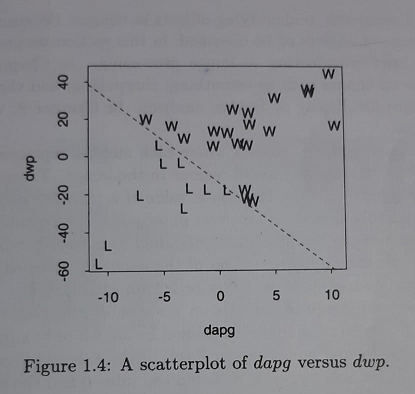 W
40
W W
W
W W
20 W W W W
W W W
W
L W W W
0
L L
L L L W
-20 L W W
L
-40
L
L
-60
dwp
-10 -5 0 5 10
dapg
Figure 1.4: A scatterplot of dapg versus dwp.